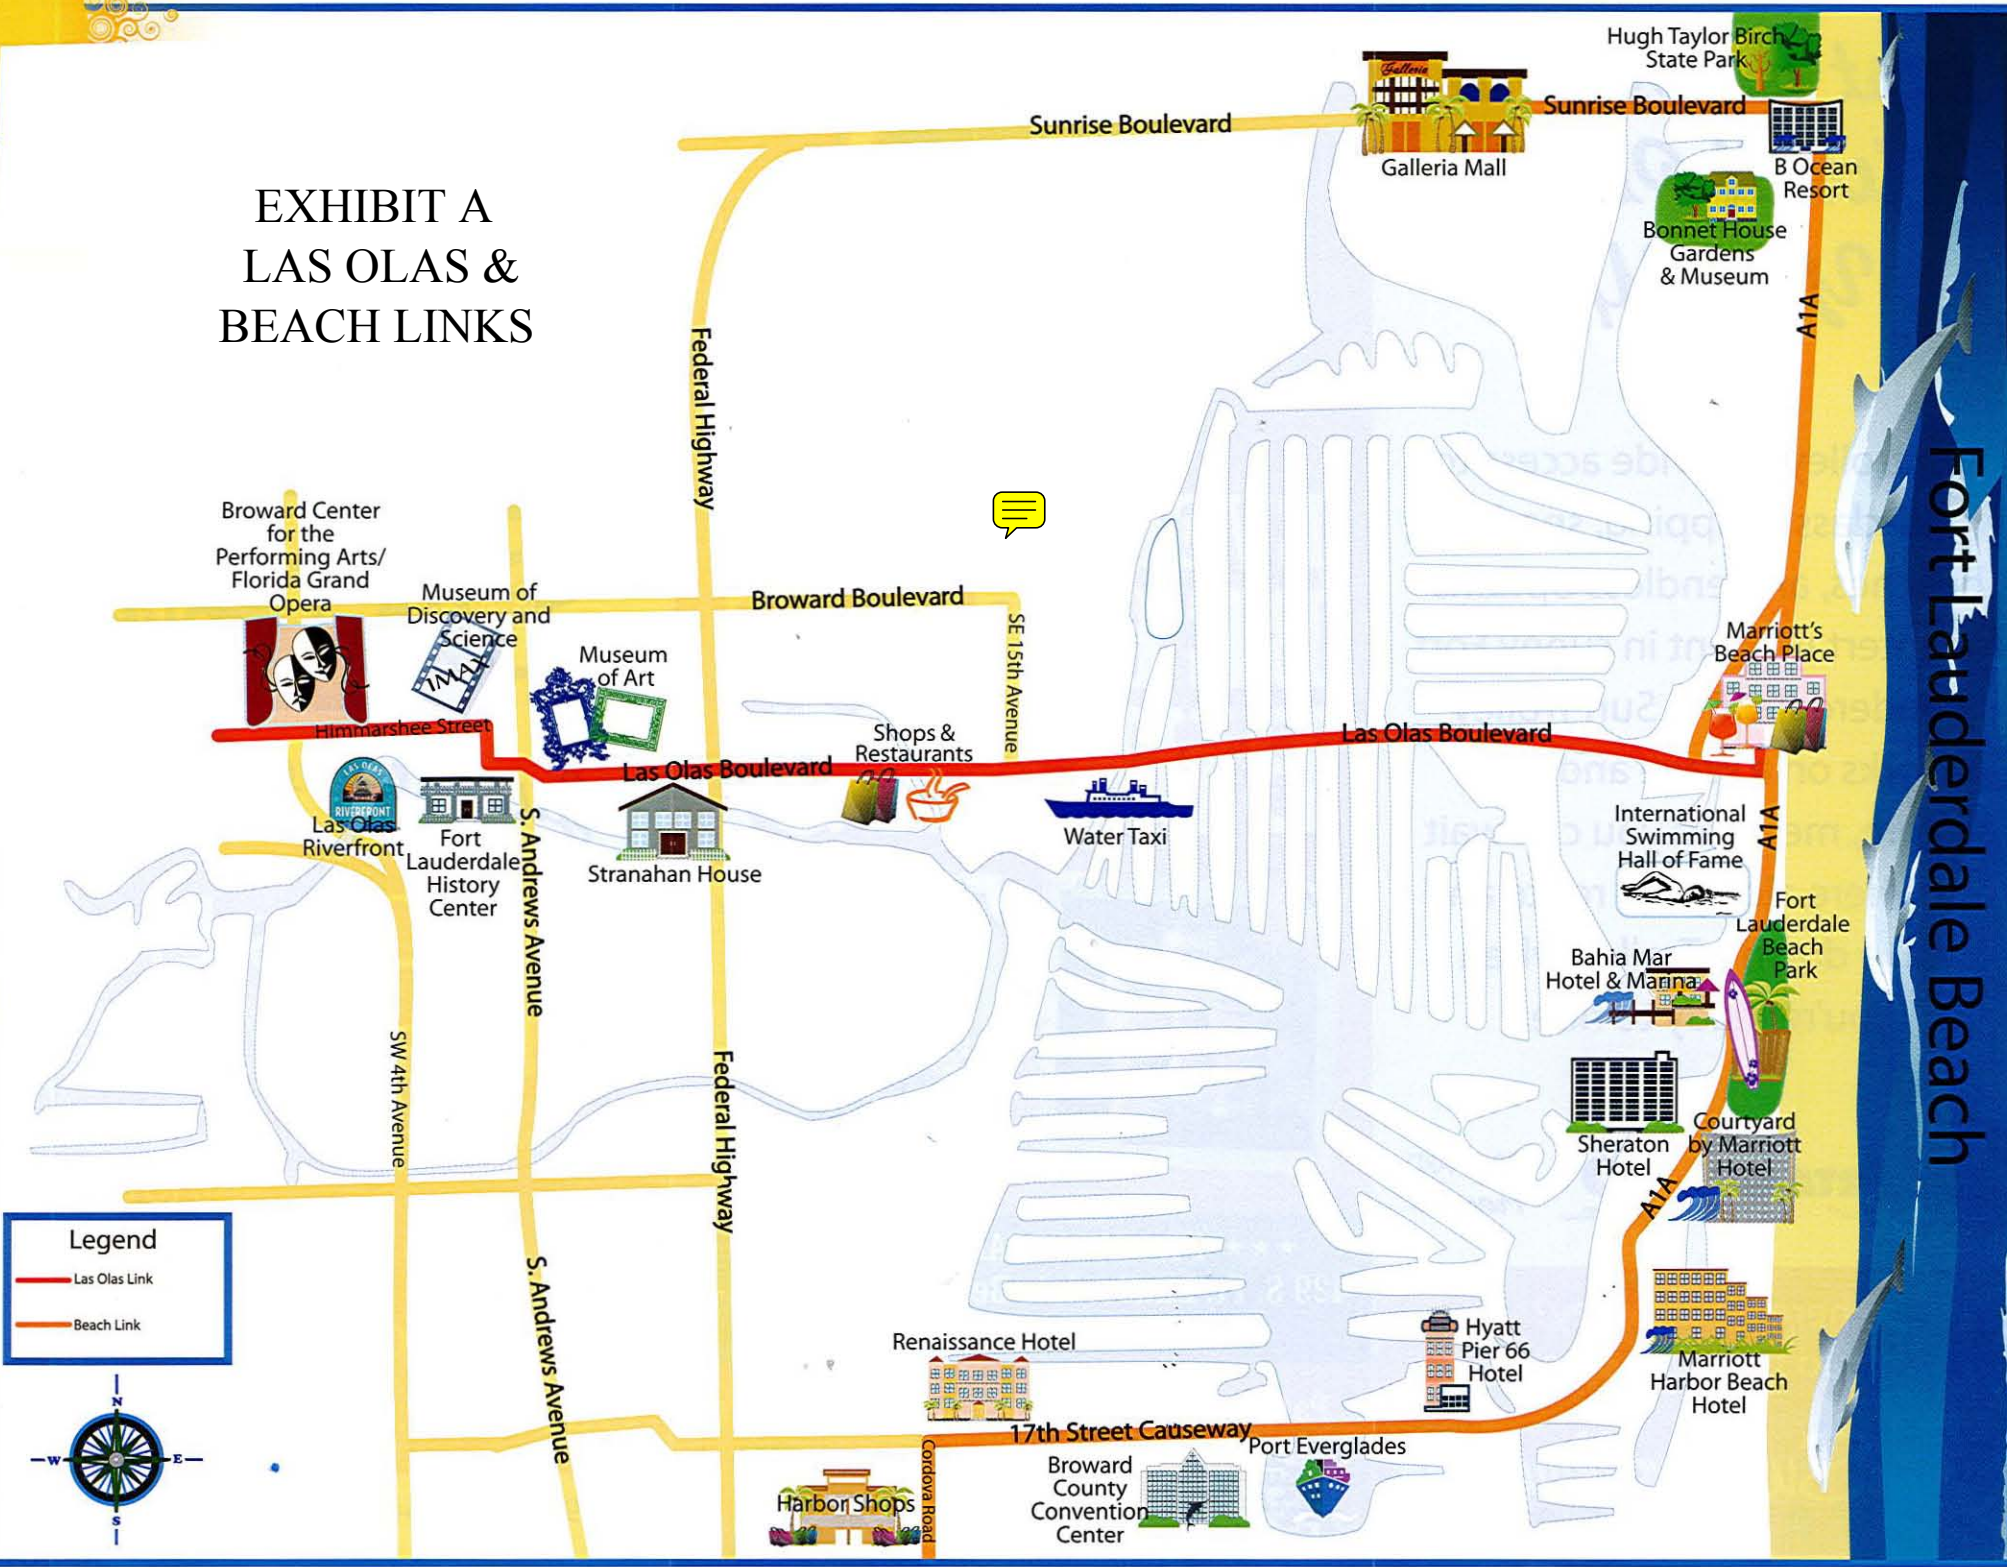 EXHIBIT A
LAS OLAS &
BEACH LINKS
Hugh Taylor Birch
State Park
Galleria
Galleria Mall
Sunrise Boulevard
Sunrise Boulevard
B Ocean
Resort
Bonnet House
Gardens
& Museum
A1A
Federal Highway
Fort Lauderdale Beach
Broward Center
for the
Performing Arts/
Florida Grand
Opera
Museum of
Discovery and
Science
IMAX
Museum
of Art
Broward Boulevard
SE 15th Avenue
Himmarshee Street
Las Olas Boulevard
Shops &
Restaurants
Las Olas Boulevard
Marriott's
Beach Place
LAS OLAS
RIVERFRONT
Las Olas
Riverfront
Fort
Lauderdale
History
Center
S. Andrews Avenue
Stranahan House
Water Taxi
International
Swimming
Hall of Fame
A1A
Fort
Lauderdale
Beach
Park
Bahia Mar
Hotel & Marina
Sheraton
Hotel
Courtyard
by Marriott
Hotel
A1A
SW 4th Avenue
Federal Highway
S. Andrews Avenue
Legend
Las Olas Link
Beach Link
N
W
E
S
Renaissance Hotel
Hyatt
Pier 66
Hotel
Marriott
Harbor Beach
Hotel
17th Street Causeway
Port Everglades
Broward
County
Convention
Center
Harbor Shops
Cordova Road